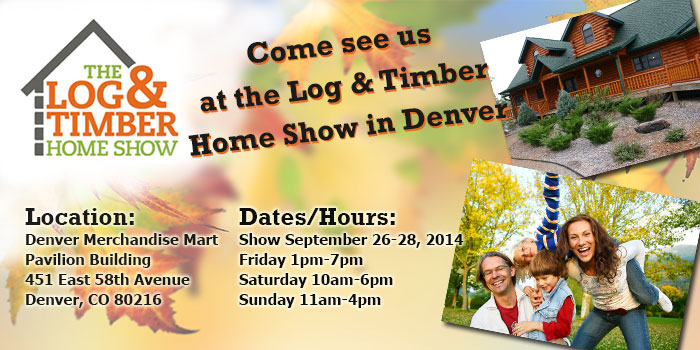 THE
LOG&
TIMBER
HOME SHOW
Come see us
at the Log & Timber
Home Show in Denver
Location:
Denver Merchandise Mart
Pavilion Building
451 East 58th Avenue
Denver, CO 80216
Dates/Hours:
Show September 26-28, 2014
Friday 1pm-7pm
Saturday 10am-6pm
Sunday 11am-4pm